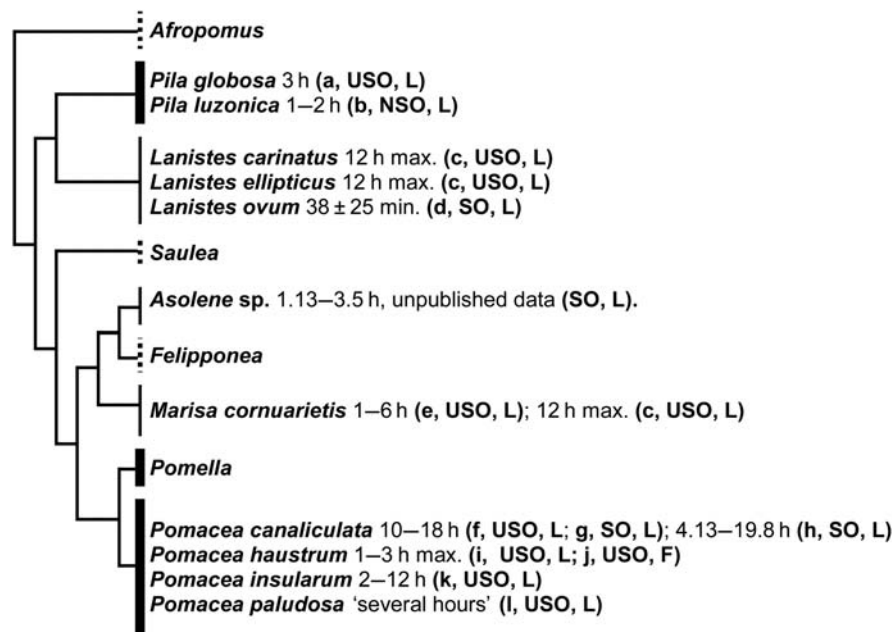 Afropomus
Pila globosa 3 h (a, USO, L)
Pila luzonica 1–2 h (b, NSO, L)
Lanistes carinatus 12 h max. (c, USO, L)
Lanistes ellipticus 12 h max. (c, USO, L)
Lanistes ovum 38 ± 25 min. (d, SO, L)
Saulea
Asolene sp. 1.13–3.5 h, unpublished data (SO, L).
Felipponea
Marisa cornuarietis 1–6 h (e, USO, L); 12 h max. (c, USO, L)
Pomella
Pomacea canaliculata 10–18 h (f, USO, L; g, SO, L); 4.13–19.8 h (h, SO, L)
Pomacea haustrum 1–3 h max. (i, USO, L; j, USO, F)
Pomacea insularum 2–12 h (k, USO, L)
Pomacea paludosa ‘several hours’ (l, USO, L)